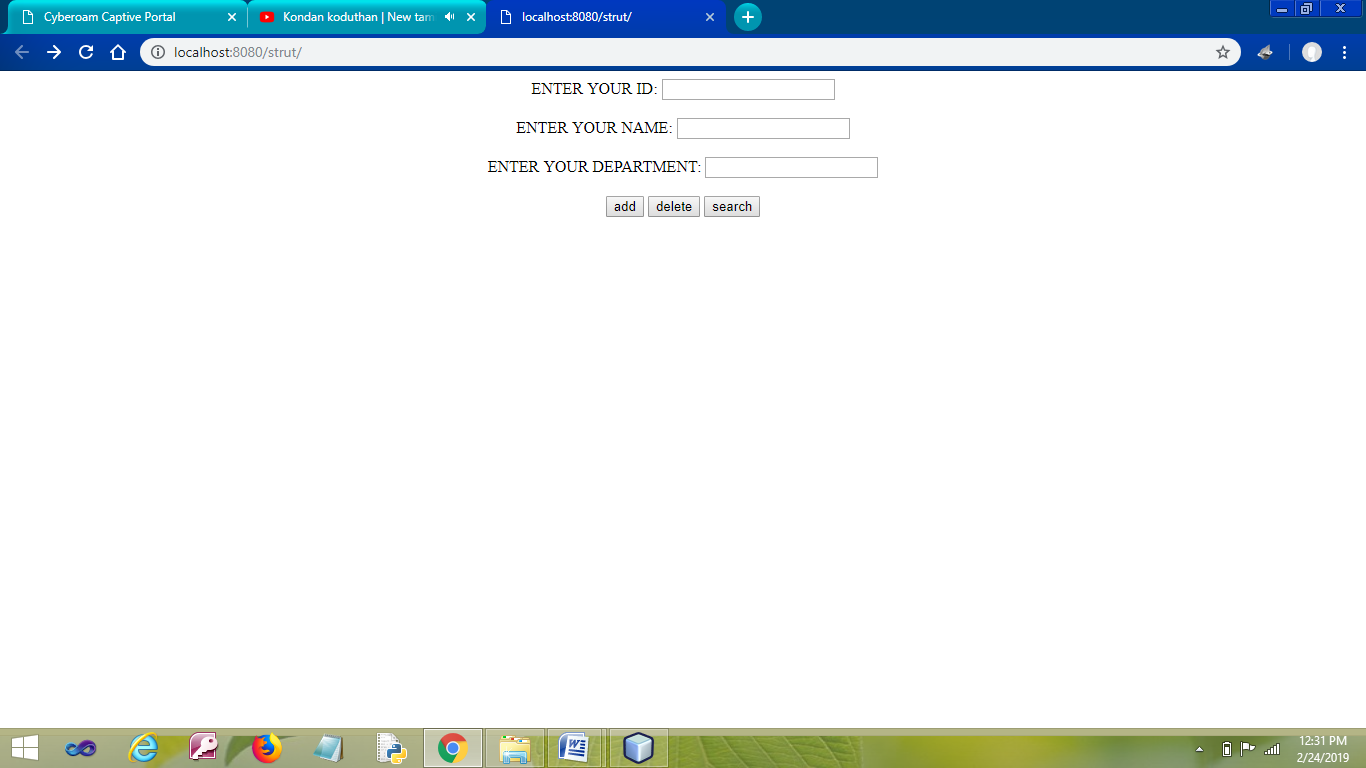 Cyberoam Captive Portal
Kondan koduthan | New tam
localhost:8080/strut/
localhost:8080/strut/
ENTER YOUR ID:
ENTER YOUR NAME:
ENTER YOUR DEPARTMENT:
add delete search
12:31 PM
2/24/2019